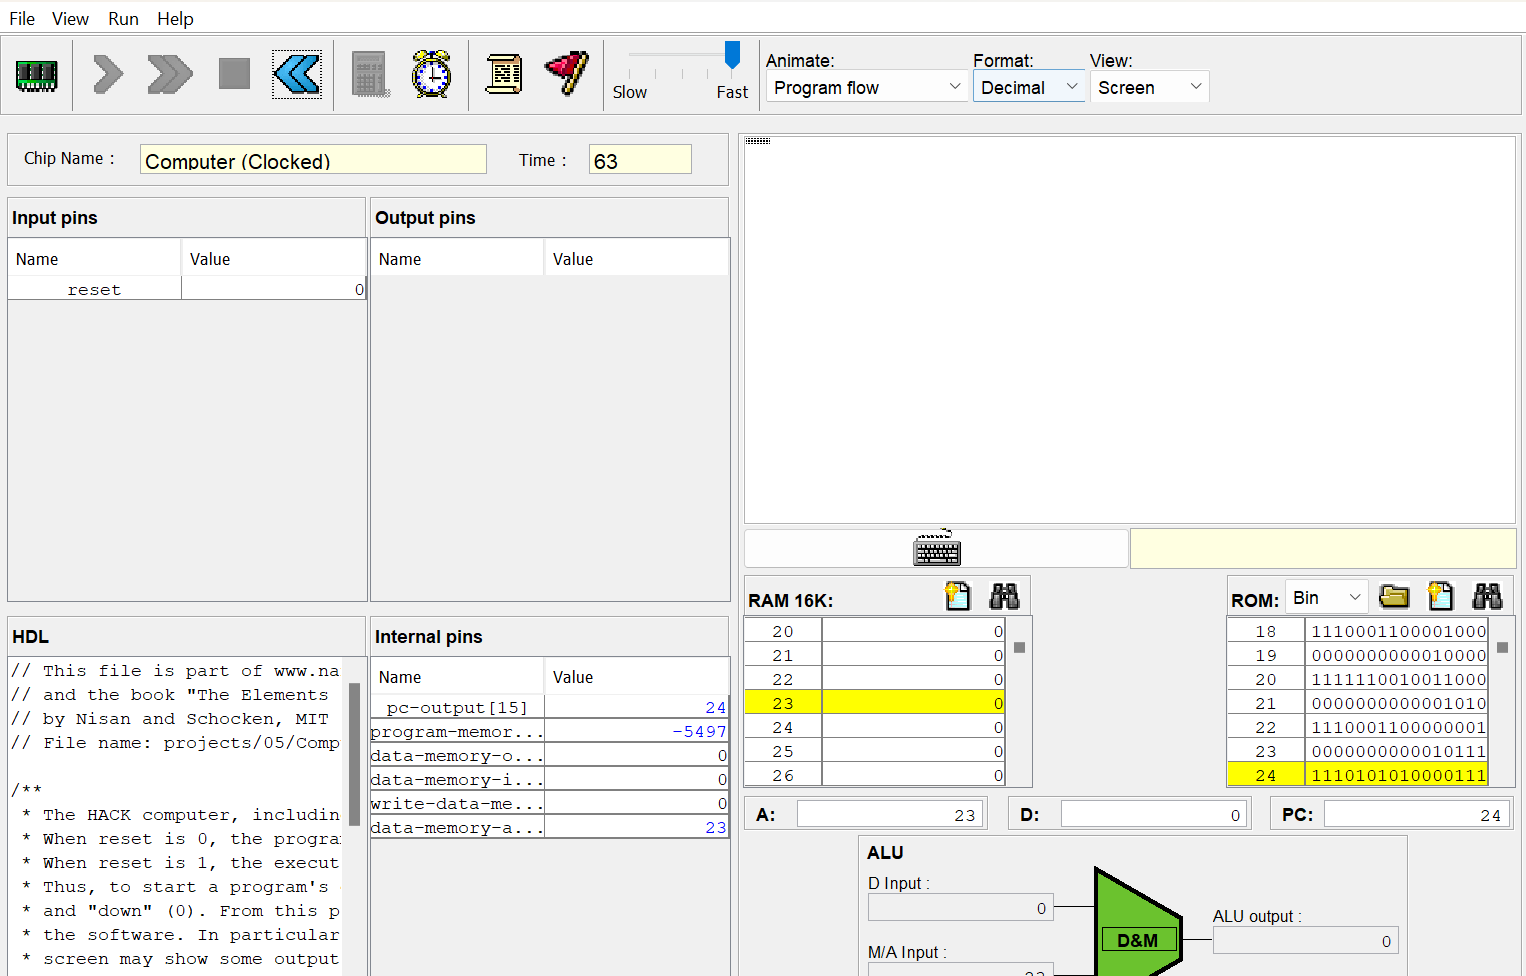 File View Run Help
Slow Fast
Animate: Format: View:
Program flow Decimal Screen
Chip Name : Computer (Clocked) Time : 63
Input pins
Name Value
reset 0
Output pins
Name Value
HDL
// This file is part of www.na
// and the book "The Elements
// by Nisan and Schocken, MIT
// File name: projects/05/Comp
/**
* The HACK computer, includin
* When reset is 0, the progra
* When reset is 1, the execut
* Thus, to start a program's
* and "down" (0). From this p
* the software. In particular
* screen may show some output
Internal pins
Name Value
pc-output[15] 24
program-memor... -5497
data-memory-o... 0
data-memory-i... 0
write-data-me... 0
data-memory-a... 23
RAM 16K:
20 0
21 0
22 0
23 0
24 0
25 0
26 0
ROM: Bin
18 1110001100001000
19 0000000000010000
20 1111110010011000
21 0000000000001010
22 1110001100000001
23 0000000000010111
24 1110101010000111
A: 23 D: 0 PC: 24
ALU
D Input :
0
M/A Input :
D&M
ALU output :
0